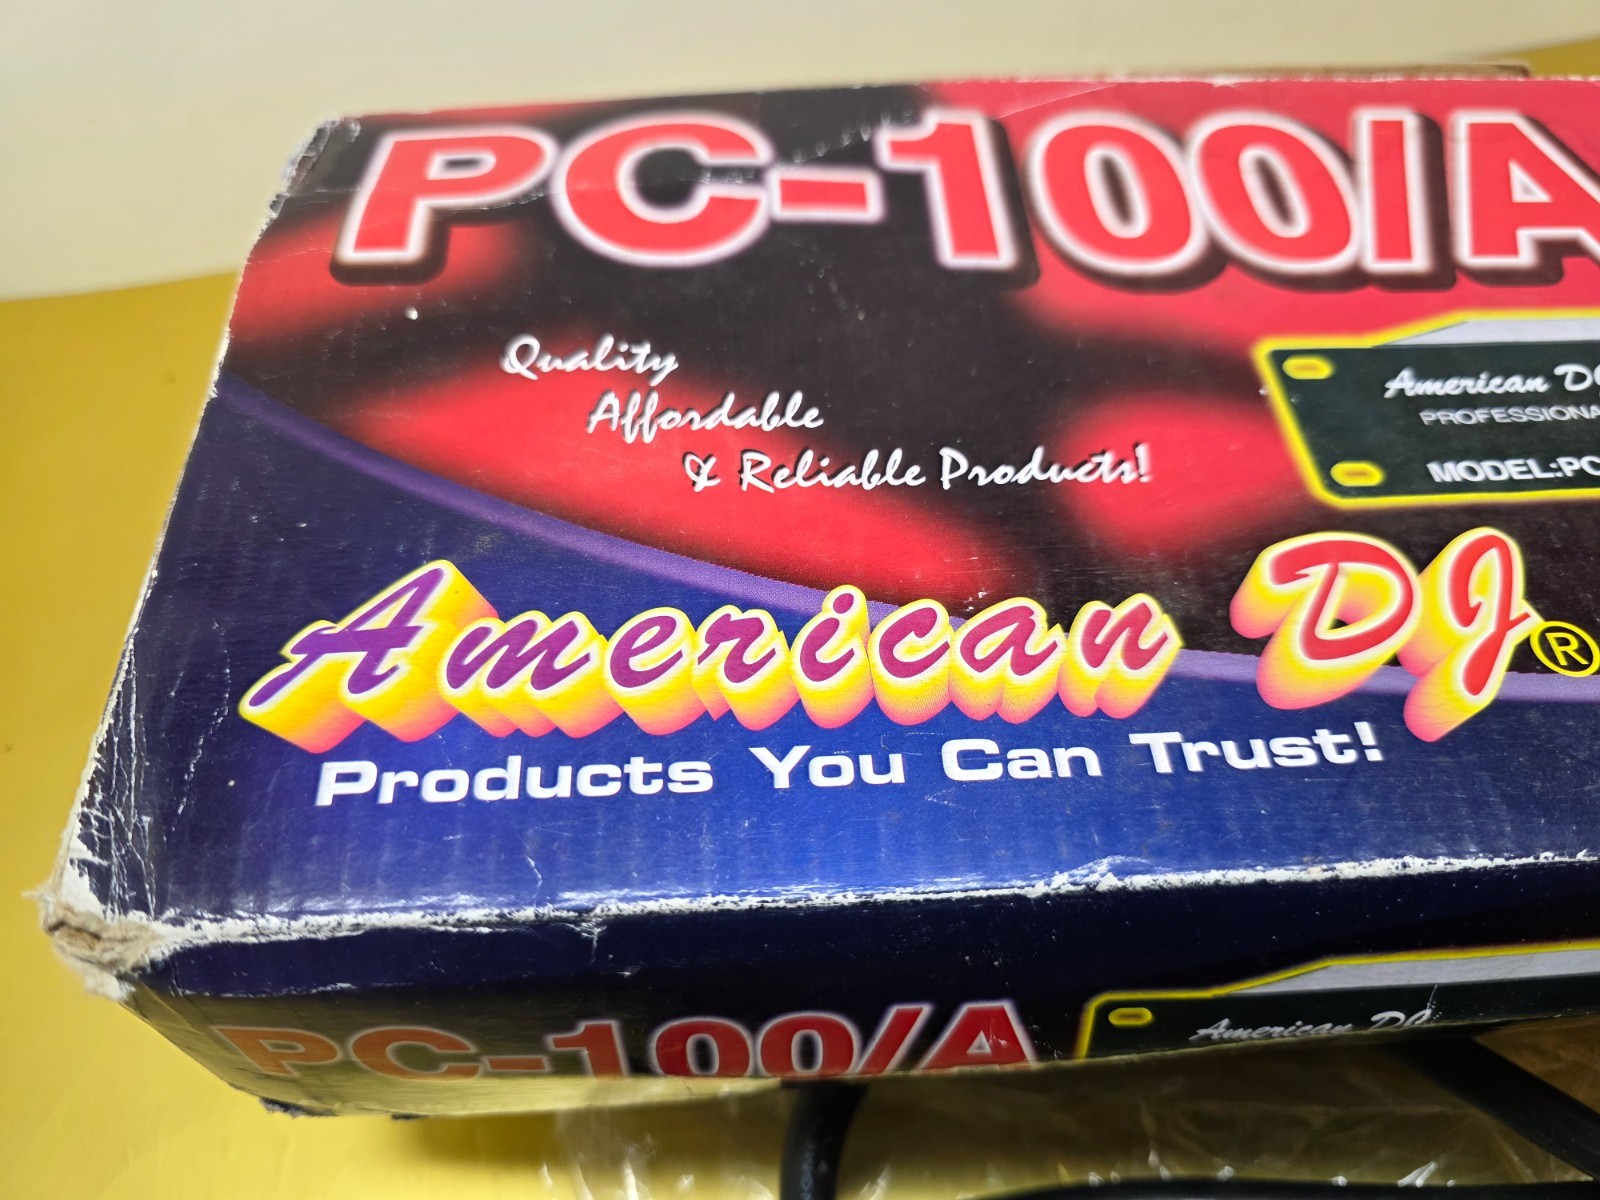 PC-100/A
Quality
Affordable
& Reliable Products!
American DJ
PROFESSIONA
MODEL:PC
American DJ®
Products You Can Trust!
PC-100/A
American DJ